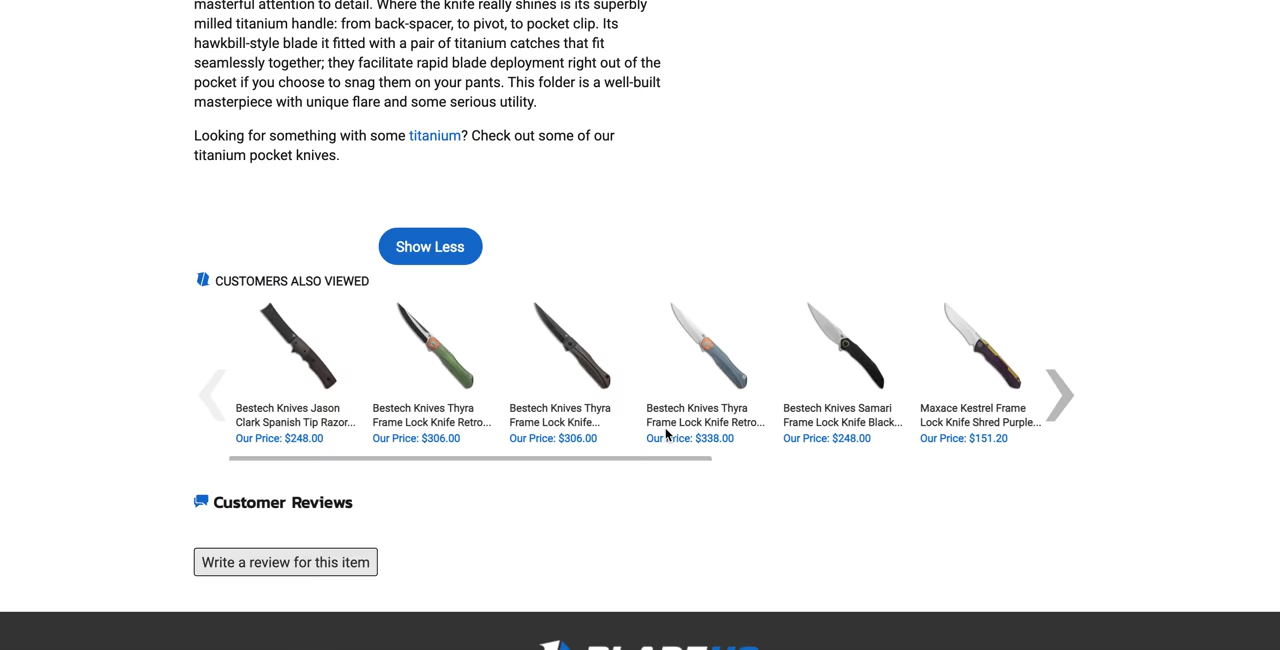 masterful attention to detail. Where the knife really shines is its superbly
milled titanium handle: from back-spacer, to pivot, to pocket clip. Its
hawkbill-style blade it fitted with a pair of titanium catches that fit
seamlessly together; they facilitate rapid blade deployment right out of the
pocket if you choose to snag them on your pants. This folder is a well-built
masterpiece with unique flare and some serious utility.
Looking for something with some titanium? Check out some of our
titanium pocket knives.
Show Less
CUSTOMERS ALSO VIEWED
Bestech Knives Jason
Clark Spanish Tip Razor...
Our Price: $248.00
Bestech Knives Thyra
Frame Lock Knife Retro...
Our Price: $306.00
Bestech Knives Thyra
Frame Lock Knife...
Our Price: $306.00
Bestech Knives Thyra
Frame Lock Knife Retro...
Our Price: $338.00
Bestech Knives Samari
Frame Lock Knife Black...
Our Price: $248.00
Maxace Kestrel Frame
Lock Knife Shred Purple...
Our Price: $151.20
Customer Reviews
Write a review for this item